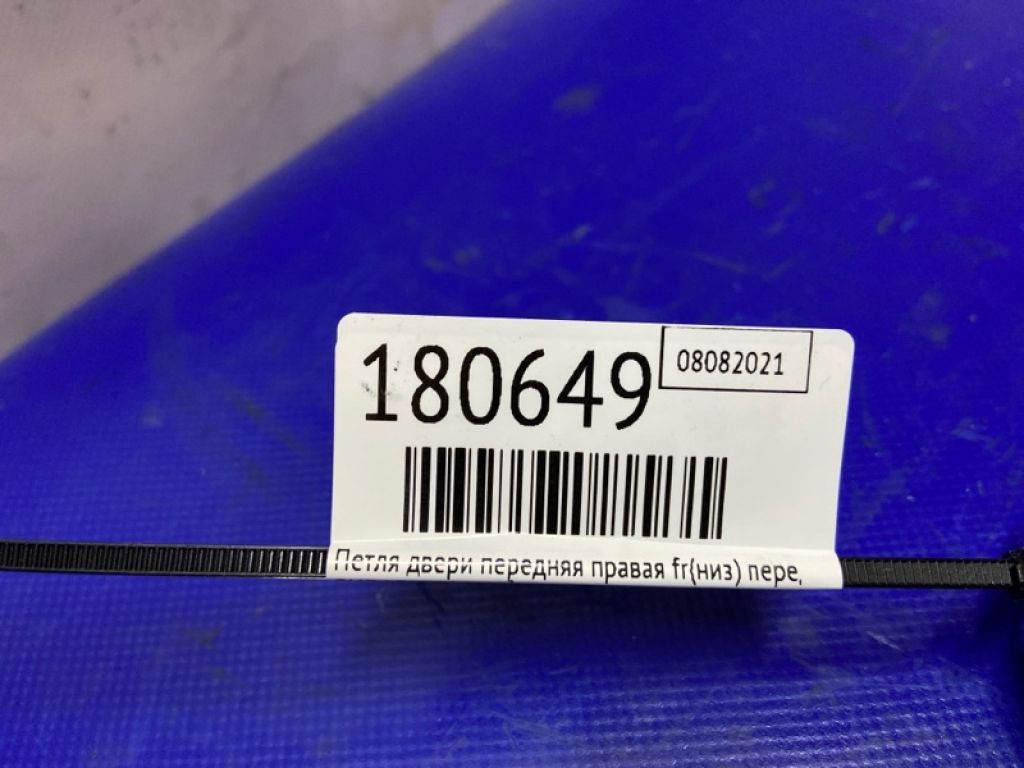 180649
08082021
Петля двери передняя правая fr(низ) пере,